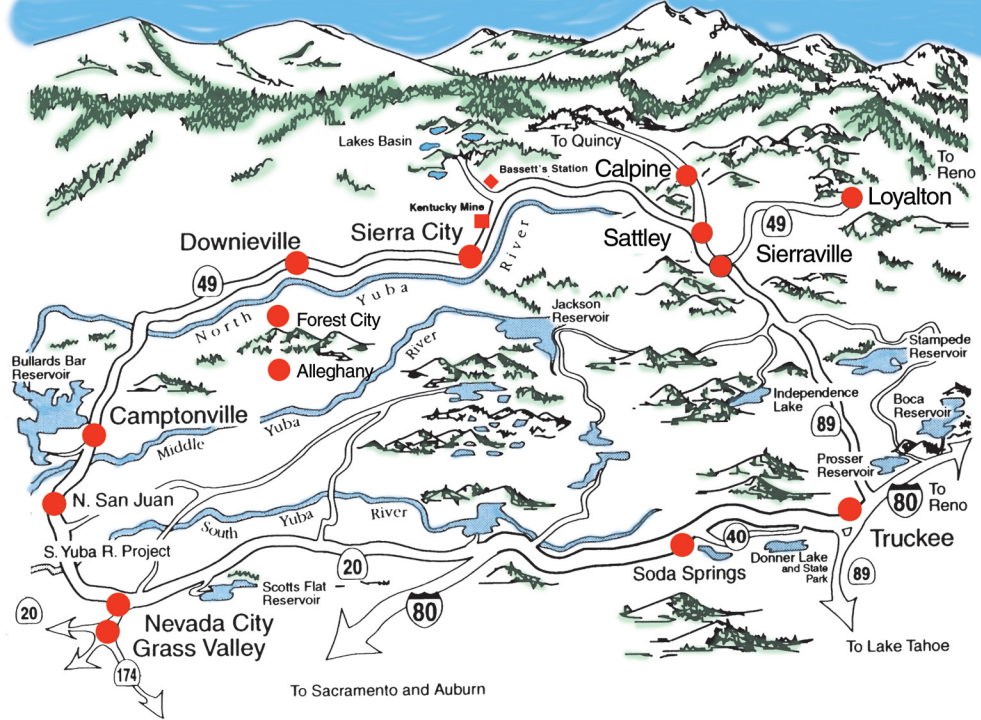 Lakes Basin
To Quincy
To
Reno
Bassett's Station
Calpine
Loyalton
Kentucky Mine
49
Downieville
Sierra City
Sattley
Sierraville
River
49
North Yuba
Forest City
Jackson
Reservoir
River
Stampede
Reservoir
Bullards Bar
Reservoir
Alleghany
Independence
Lake
Boca
Reservoir
Camptonville
Middle Yuba
89
Prosser
Reservoir
N. San Juan
80
To
Reno
South Yuba River
40
Truckee
S. Yuba R. Project
20
Soda Springs
Donner Lake
and State
Park
89
Scotts Flat
Reservoir
80
20
Nevada City
Grass Valley
To Lake Tahoe
174
To Sacramento and Auburn